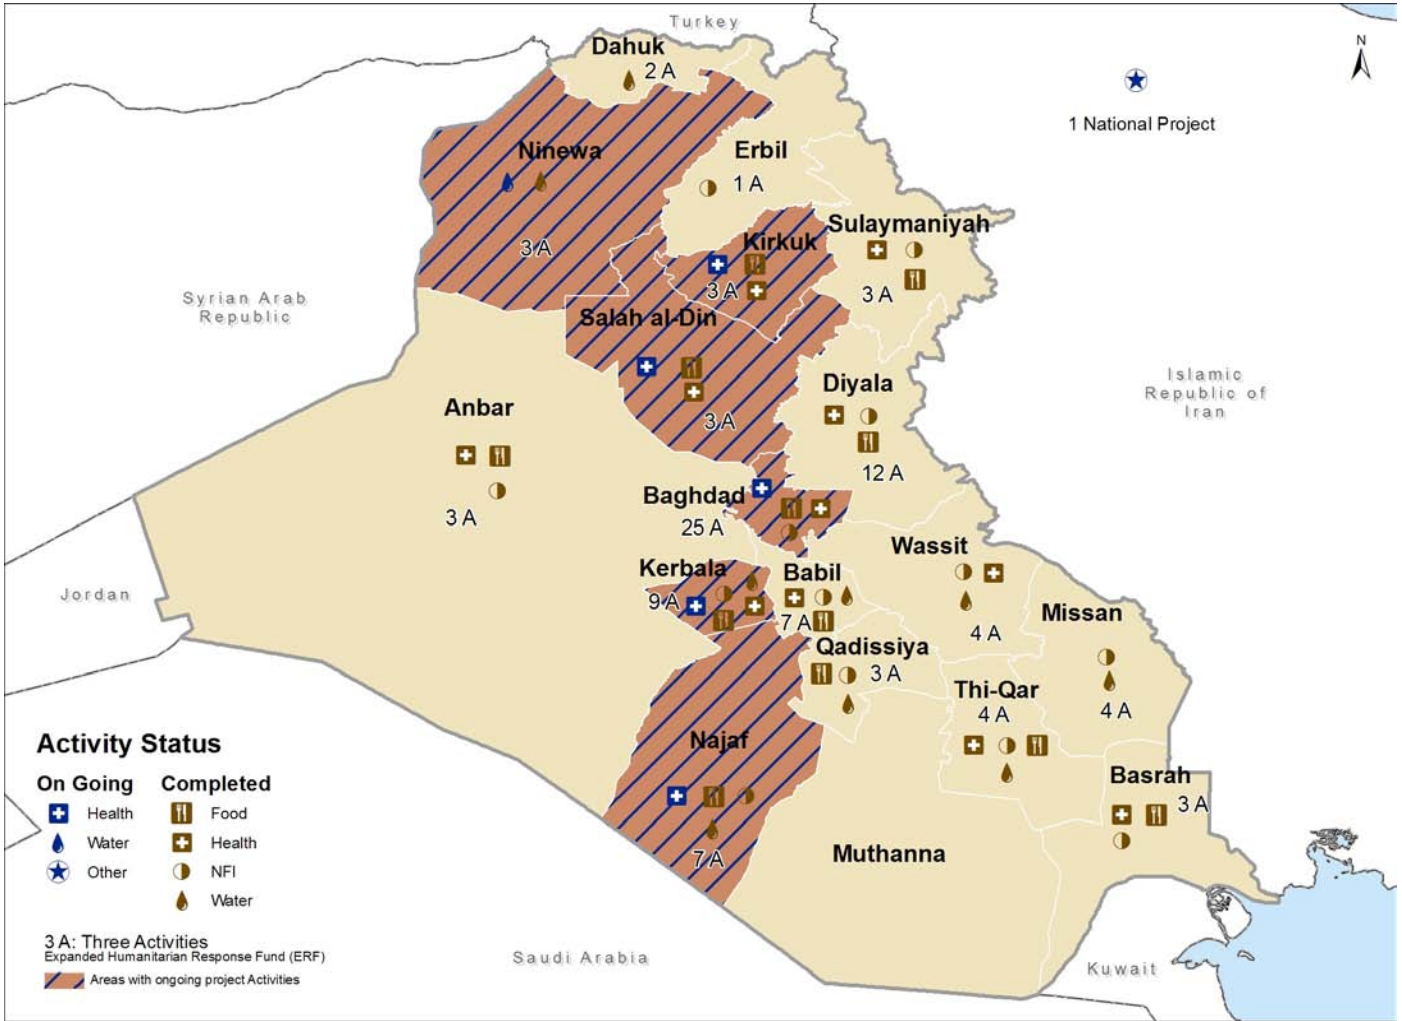 Turkey
N
Dahuk
2 A
1 National Project
Ninewa
3 A
Erbil
1 A
Sulaymaniyah
3 A
Kirkuk
3 A
Syrian Arab
Republic
Salah al-Din
3 A
Islamic
Republic of
Iran
Diyala
12 A
Anbar
3 A
Baghdad
25 A
Wassit
4 A
Kerbala
9 A
Babil
7 A
Jordan
Missan
4 A
Qadissiya
3 A
Thi-Qar
4 A
Najaf
7 A
Basrah
3 A
Muthanna
Saudi Arabia
Kuwait
Activity Status
On Going
Health
Water
Other
Completed
Food
Health
NFI
Water
3 A: Three Activities
Expanded Humanitarian Response Fund (ERF)
Areas with ongoing project Activities